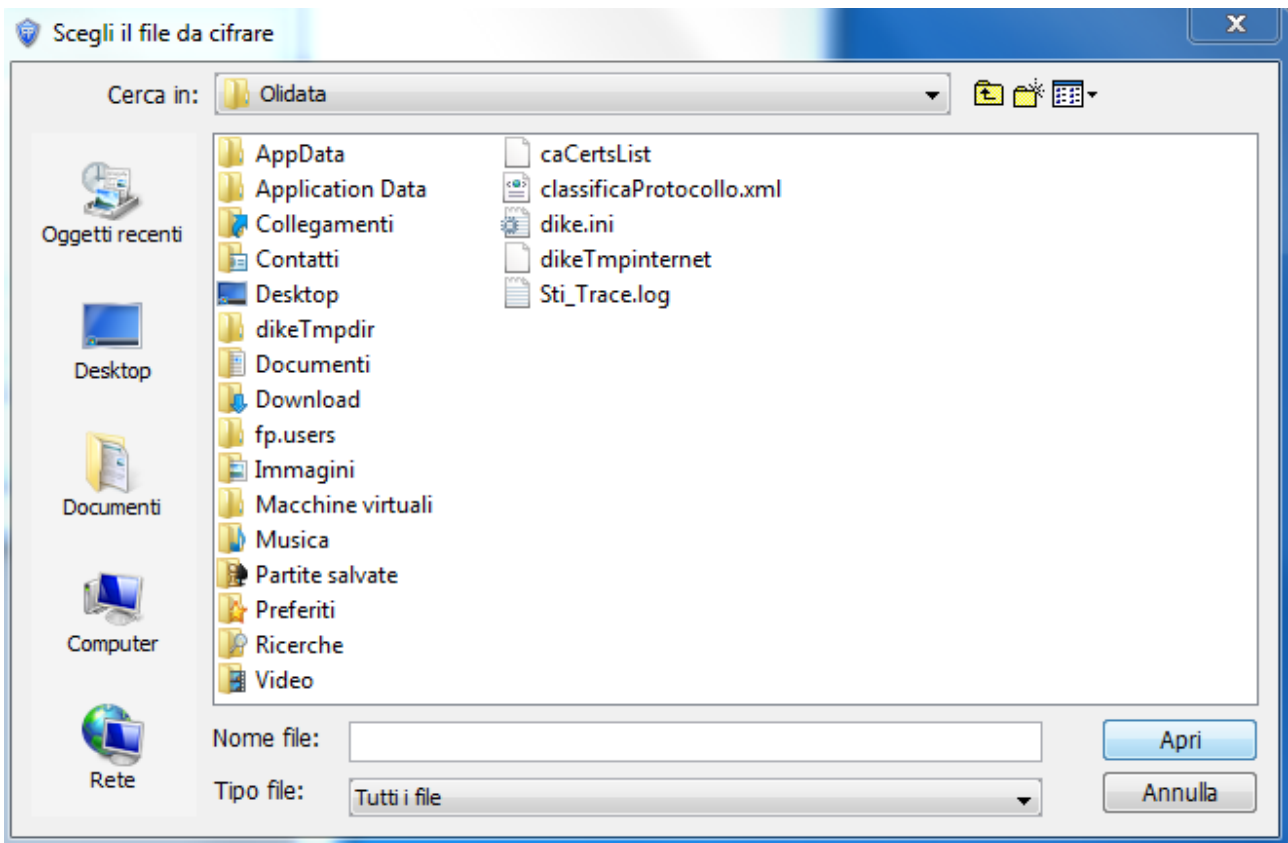 Scegli il file da cifrare
X
Cerca in: Olidata
Oggetti recenti
Desktop
Documenti
Computer
Rete
AppData
Application Data
Collegamenti
Contatti
Desktop
dikeTmpdir
Documenti
Download
fp.users
Immagini
Macchine virtuali
Musica
Partite salvate
Preferiti
Ricerche
Video
caCertsList
classificaProtocollo.xml
dike.ini
dikeTmpinternet
Sti_Trace.log
Nome file:
Apri
Tipo file: Tutti i file
Annulla